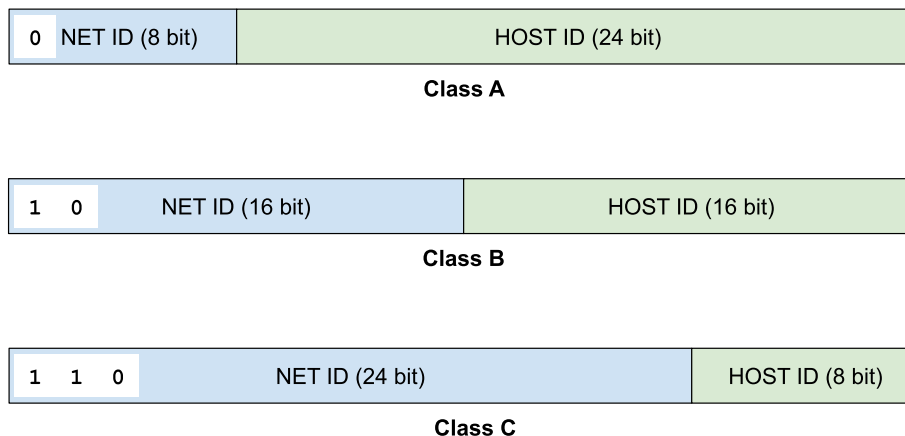 0 NET ID (8 bit) HOST ID (24 bit)
Class A
1 0 NET ID (16 bit) HOST ID (16 bit)
Class B
1 1 0 NET ID (24 bit) HOST ID (8 bit)
Class C